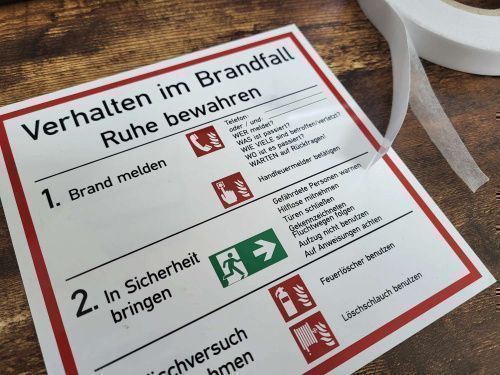 Verhalten im Brandfall
Ruhe bewahren
1. Brand melden
Telefon:
oder / und:
WER meldet?
WAS ist passiert?
WIE VIELE sind betroffen/verletzt?
WO ist es passiert?
WARTEN auf Rückfragen!
Handfeuermelder betätigen
2. In Sicherheit
bringen
Gefährdete Personen warnen
Hilflose mitnehmen
Türen schließen
Gekennzeichneten
Fluchtwegen folgen
Aufzug nicht benutzen
Auf Anweisungen achten
schversuch
hmen
Feuerlöscher benutzen
Löschschlauch benutzen